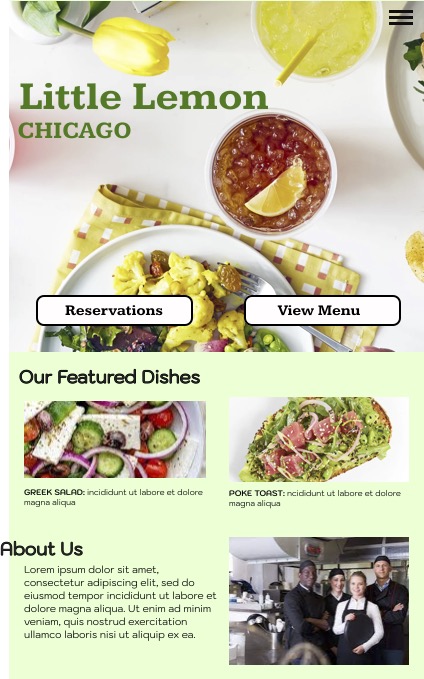 Little Lemon
CHICAGO
Reservations
View Menu
Our Featured Dishes
GREEK SALAD: incididunt ut labore et dolore
magna aliqua
POKE TOAST: ncididunt ut labore et dolore
magna aliqua
About Us
Lorem ipsum dolor sit amet,
consectetur adipiscing elit, sed do
eiusmod tempor incididunt ut labore et
dolore magna aliqua. Ut enim ad minim
veniam, quis nostrud exercitation
ullamco laboris nisi ut aliquip ex ea.